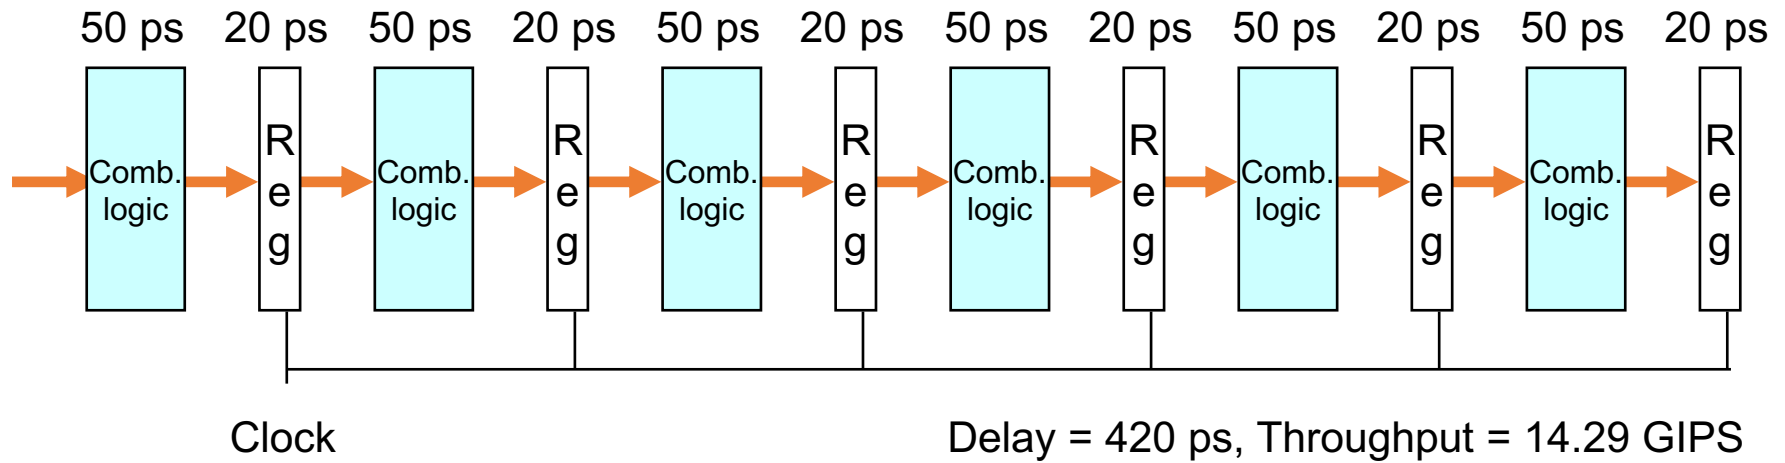 50 ps 20 ps 50 ps 20 ps 50 ps 20 ps 50 ps 20 ps 50 ps 20 ps 50 ps 20 ps
Comb.
logic
R
e
g
Comb.
logic
R
e
g
Comb.
logic
R
e
g
Comb.
logic
R
e
g
Comb.
logic
R
e
g
Comb.
logic
R
e
g
Clock
Delay = 420 ps, Throughput = 14.29 GIPS